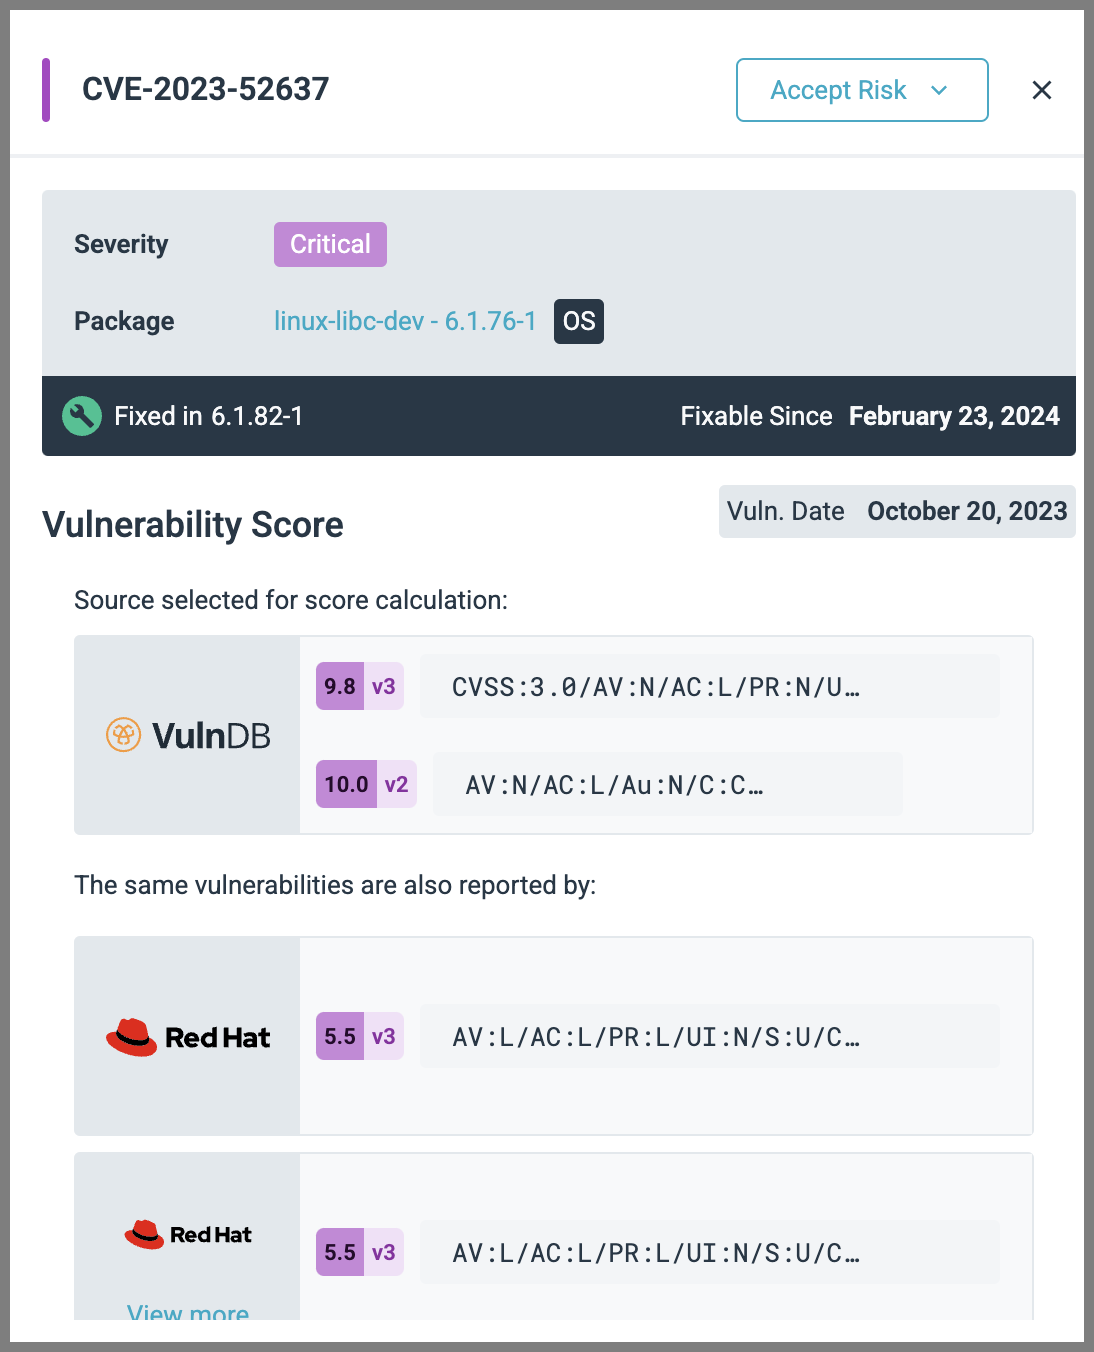 CVE-2023-52637
Accept Risk
Severity Critical
Package linux-libc-dev - 6.1.76-1 OS
Fixed in 6.1.82-1 Fixable Since February 23, 2024
Vulnerability Score
Vuln. Date October 20, 2023
Source selected for score calculation:
VulnDB
9.8 v3 CVSS:3.0/AV:N/AC:L/PR:N/U…
10.0 v2 AV:N/AC:L/Au:N/C:C…
The same vulnerabilities are also reported by:
Red Hat 5.5 v3 AV:L/AC:L/PR:L/UI:N/S:U/C…
Red Hat
5.5 v3 AV:L/AC:L/PR:L/UI:N/S:U/C…
View more